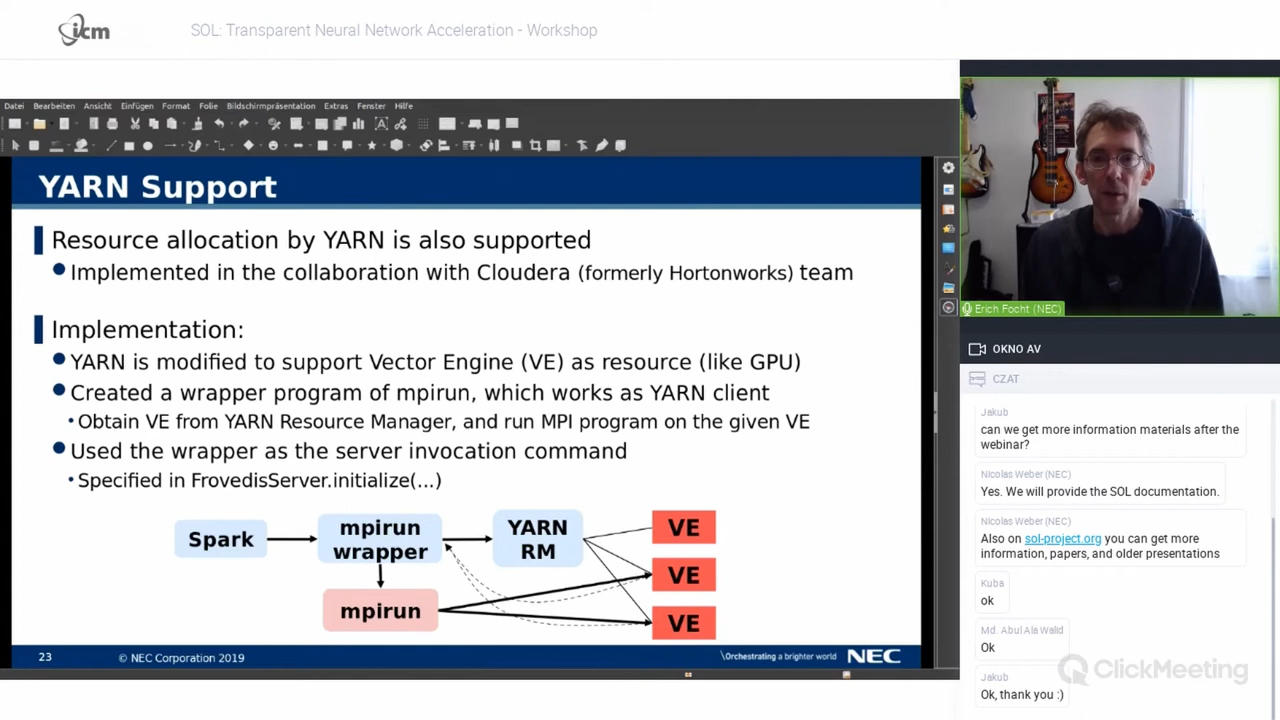 icm
SOL: Transparent Neural Network Acceleration - Workshop
Datei Bearbeiten Ansicht Einfügen Format Folie Bildschirmpräsentation Extras Fenster Hilfe
YARN Support
Resource allocation by YARN is also supported
Implemented in the collaboration with Cloudera (formerly Hortonworks) team
Implementation:
YARN is modified to support Vector Engine (VE) as resource (like GPU)
Created a wrapper program of mpirun, which works as YARN client
Obtain VE from YARN Resource Manager, and run MPI program on the given VE
Used the wrapper as the server invocation command
Specified in FrovedisServer.initialize(...)
Spark
mpirun
wrapper
YARN
RM
VE
VE
VE
mpirun
23
© NEC Corporation 2019
\Orchestrating a brighter world
NEC
Erich Focht (NEC)
OKNO AV
CZAT
Jakub
can we get more information materials after the
webinar?
Nicolas Weber (NEC)
Yes. We will provide the SOL documentation.
Nicolas Weber (NEC)
Also on sol-project.org you can get more
information, papers, and older presentations
Kuba
ok
Md. Abul Ala Walid
Ok
Jakub
Ok, thank you :)
ClickMeeting